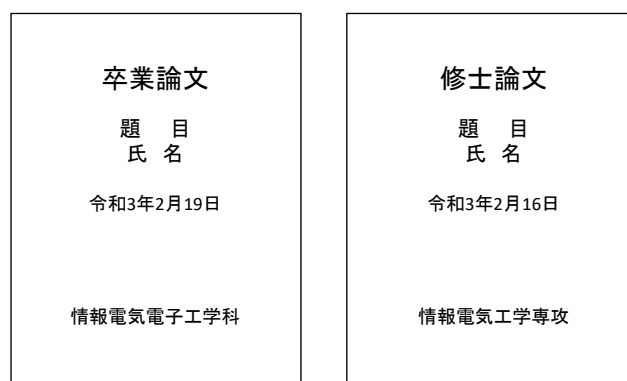 卒業論文
題 目
氏 名
令和3年2月19日
情報電気電子工学科
修士論文
題 目
氏 名
令和3年2月16日
情報電気工学専攻